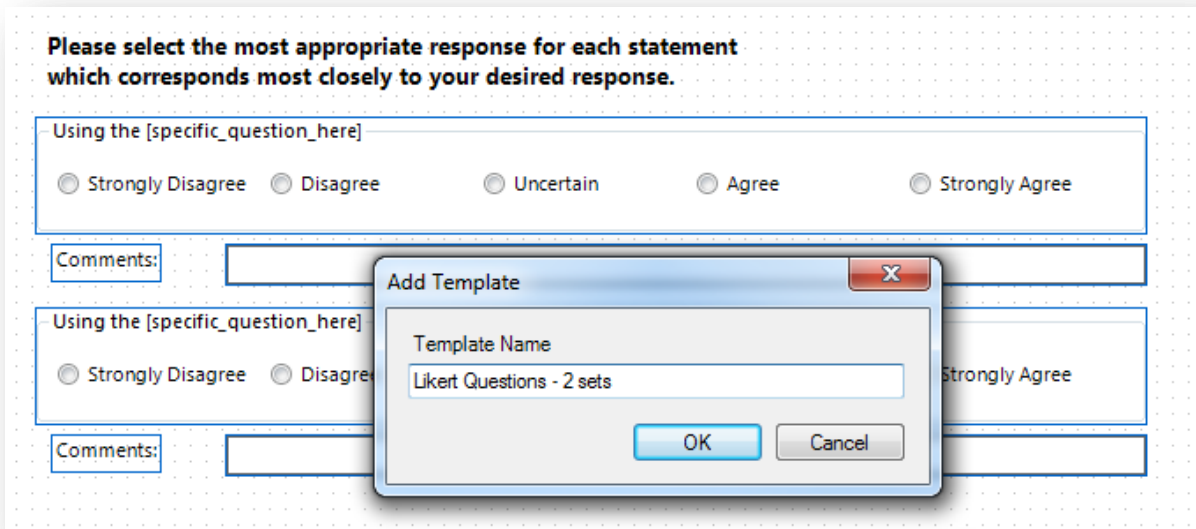 Please select the most appropriate response for each statement
which corresponds most closely to your desired response.
Using the [specific_question_here]
Strongly Disagree Disagree Uncertain Agree Strongly Agree
Comments:
Add Template
Using the [specific_question_here]
Template Name
Strongly Disagree Disagree Strongly Agree
Likert Questions - 2 sets
OK Cancel
Comments: